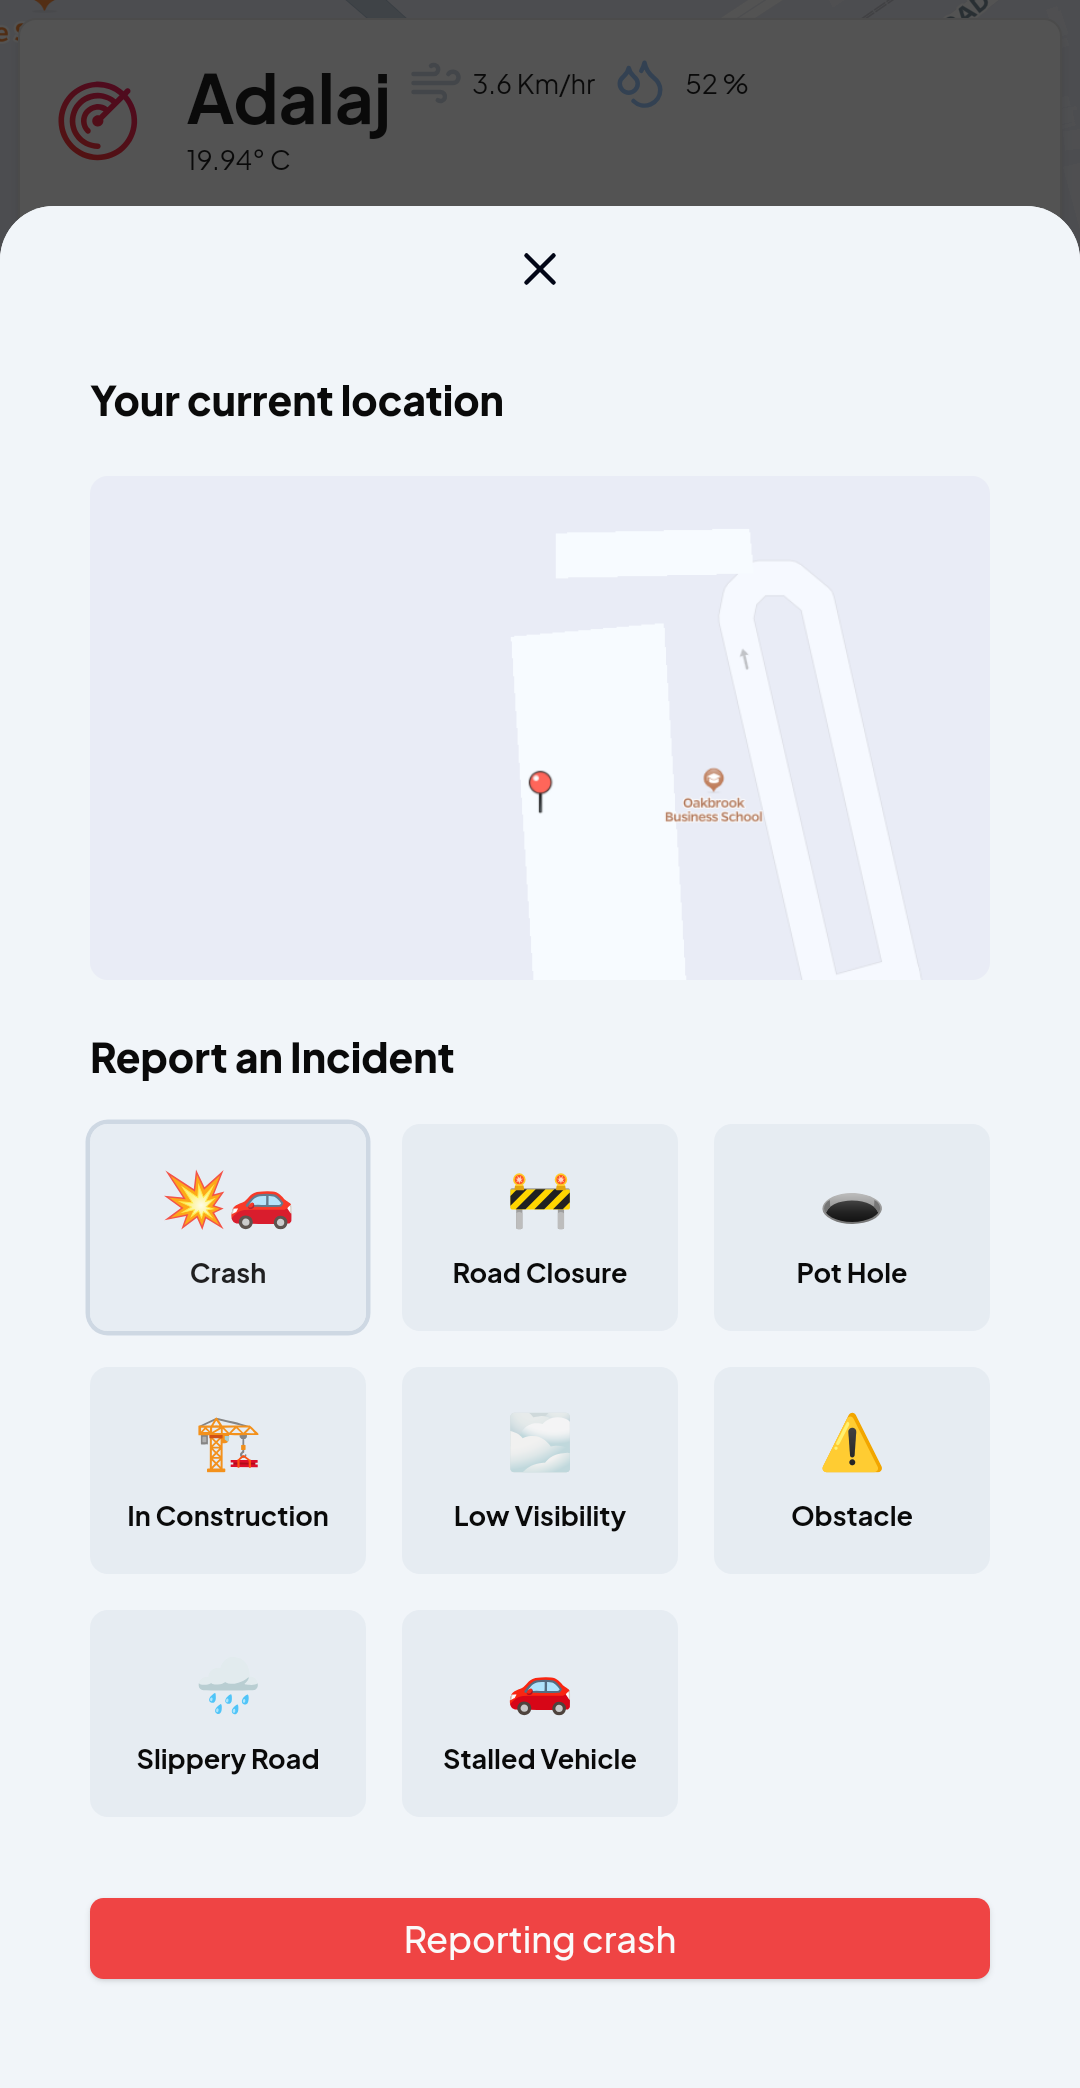 Adalaj
3.6 Km/hr
52 %
19.94° C
Your current location
Oakbrook
Business School
Report an Incident
Crash
Road Closure
Pot Hole
In Construction
Low Visibility
Obstacle
Slippery Road
Stalled Vehicle
Reporting crash